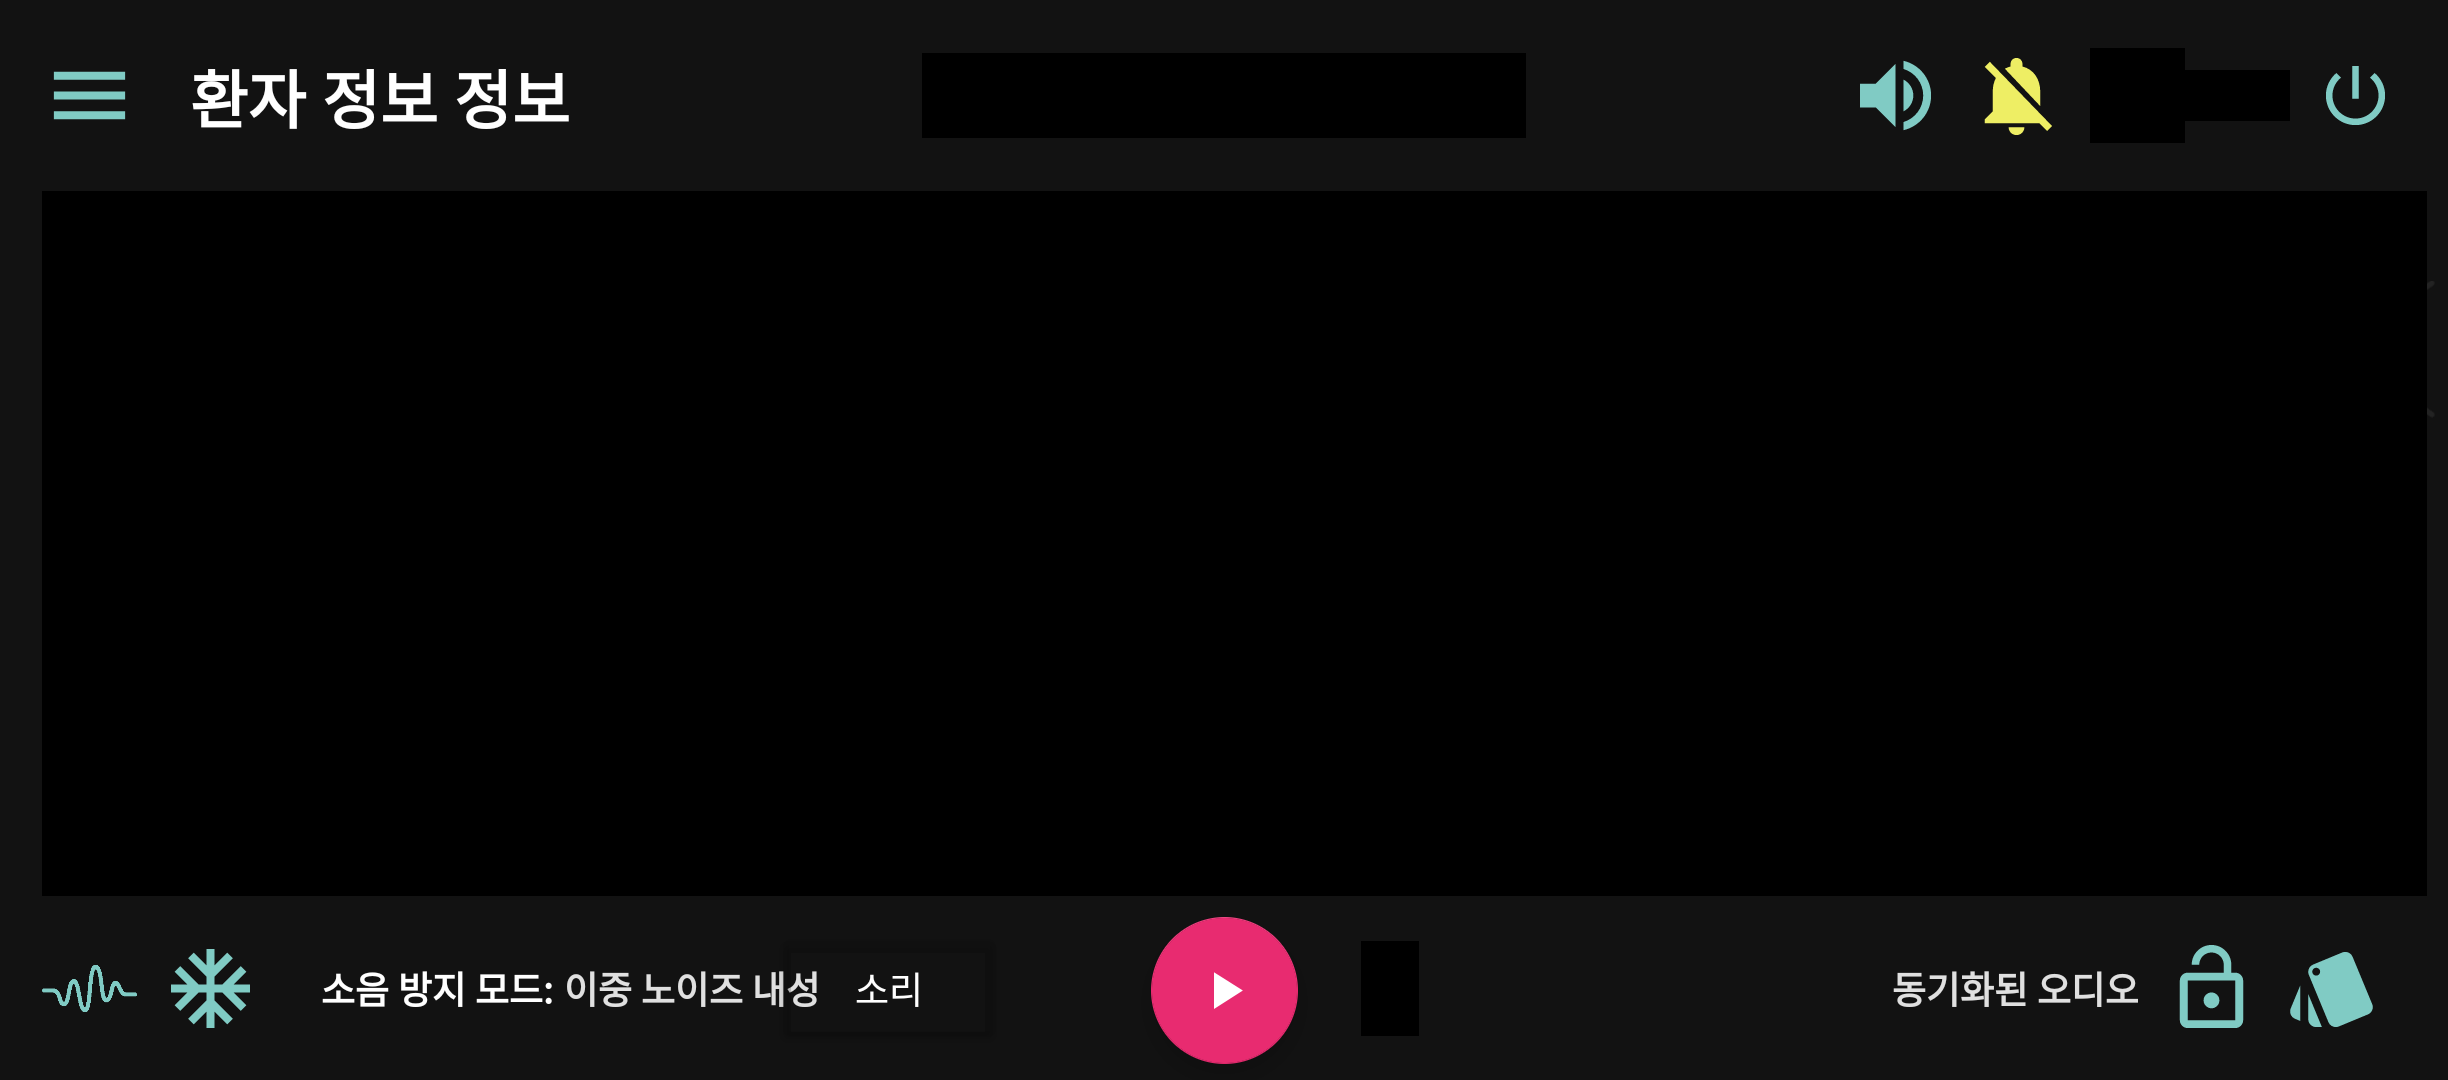 환자 정보 정보
소음 방지 모드: 이중 노이즈 내성 소리
동기화된 오디오